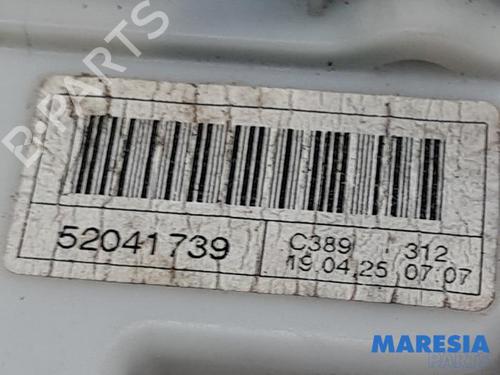 B-PARTS
52041739
C389 312
19.04.25 07:07
MARESIA
PARTS